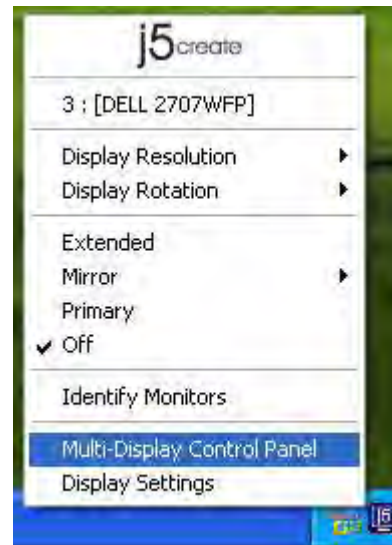 j5create
3 : [DELL 2707WFP]
Display Resolution
Display Rotation
Extended
Mirror
Primary
Off
Identify Monitors
Multi-Display Control Panel
Display Settings
j5